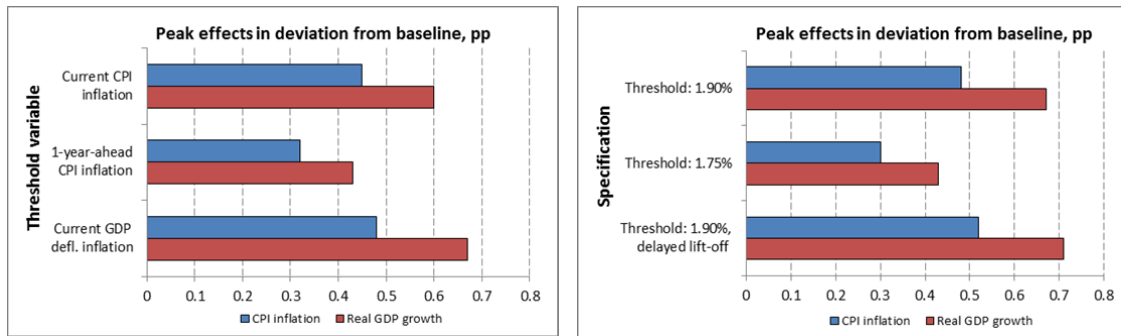 Peak effects in deviation from baseline, pp
Threshold variable
Current CPI
inflation
1-year-ahead
CPI inflation
Current GDP
defl. inflation
0 0.1 0.2 0.3 0.4 0.5 0.6 0.7 0.8
CPI inflation Real GDP growth
Peak effects in deviation from baseline, pp
Specification
Threshold: 1.90%
Threshold: 1.75%
Threshold: 1.90%,
delayed lift-off
0 0.1 0.2 0.3 0.4 0.5 0.6 0.7 0.8
CPI inflation Real GDP growth